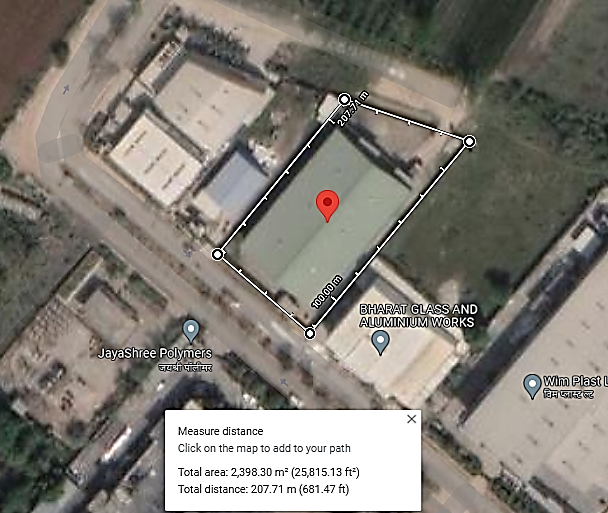 207.71 m
100.00 m
BHARAT GLASS AND
ALUMINIUM WORKS
JayaShree Polymers
जयश्री पॉलीमर
Wim Plast L
विम प्लास्ट लि
Measure distance
Click on the map to add to your path
Total area: 2,398.30 m² (25,815.13 ft²)
Total distance: 207.71 m (681.47 ft)